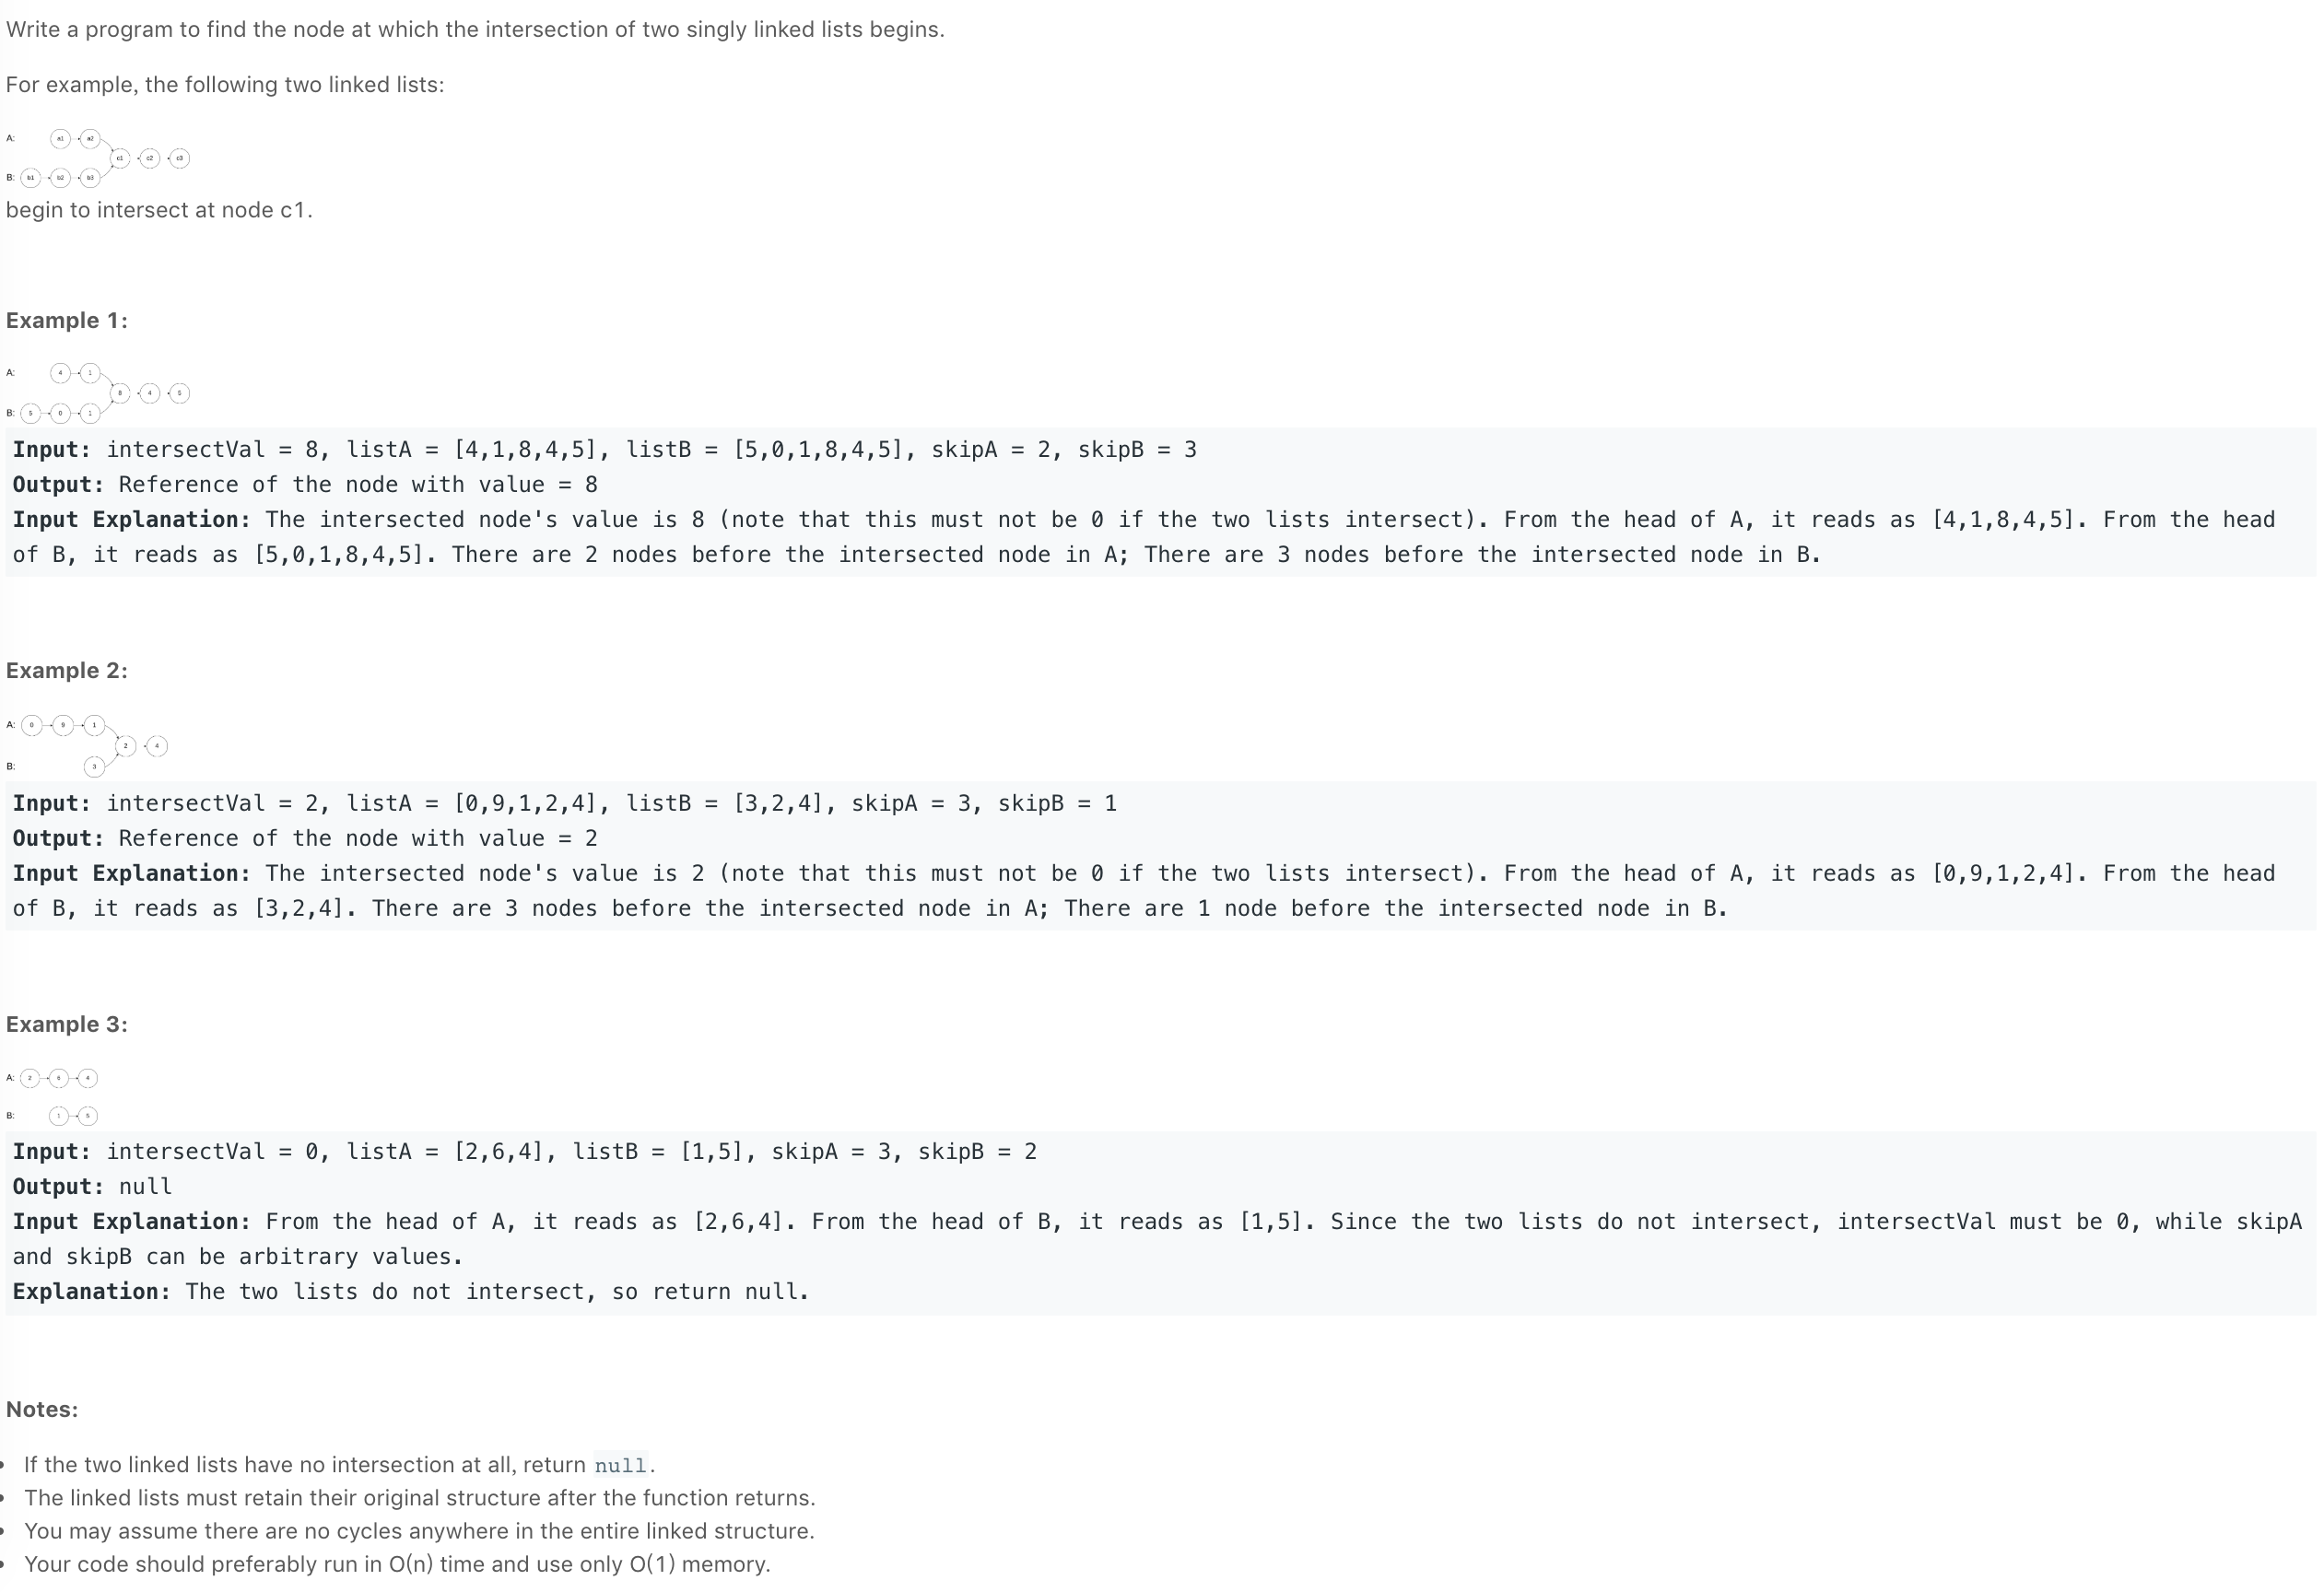 Write a program to find the node at which the intersection of two singly linked lists begins.
For example, the following two linked lists:
A: a1 a2
c1 c2 c3
B: b1 b2 b3
begin to intersect at node c1.
Example 1:
A: 4 1
8 4 5
B: 5 0 1
Input: intersectVal = 8, listA = [4,1,8,4,5], listB = [5,0,1,8,4,5], skipA = 2, skipB = 3
Output: Reference of the node with value = 8
Input Explanation: The intersected node's value is 8 (note that this must not be 0 if the two lists intersect). From the head of A, it reads as [4,1,8,4,5]. From the head
of B, it reads as [5,0,1,8,4,5]. There are 2 nodes before the intersected node in A; There are 3 nodes before the intersected node in B.
Example 2:
A: 0 9 1
2 4
B: 3
Input: intersectVal = 2, listA = [0,9,1,2,4], listB = [3,2,4], skipA = 3, skipB = 1
Output: Reference of the node with value = 2
Input Explanation: The intersected node's value is 2 (note that this must not be 0 if the two lists intersect). From the head of A, it reads as [0,9,1,2,4]. From the head
of B, it reads as [3,2,4]. There are 3 nodes before the intersected node in A; There are 1 node before the intersected node in B.
Example 3:
A: 2 6 4
B: 1 5
Input: intersectVal = 0, listA = [2,6,4], listB = [1,5], skipA = 3, skipB = 2
Output: null
Input Explanation: From the head of A, it reads as [2,6,4]. From the head of B, it reads as [1,5]. Since the two lists do not intersect, intersectVal must be 0, while skipA
and skipB can be arbitrary values.
Explanation: The two lists do not intersect, so return null.
Notes:
If the two linked lists have no intersection at all, return null.
The linked lists must retain their original structure after the function returns.
You may assume there are no cycles anywhere in the entire linked structure.
Your code should preferably run in O(n) time and use only O(1) memory.